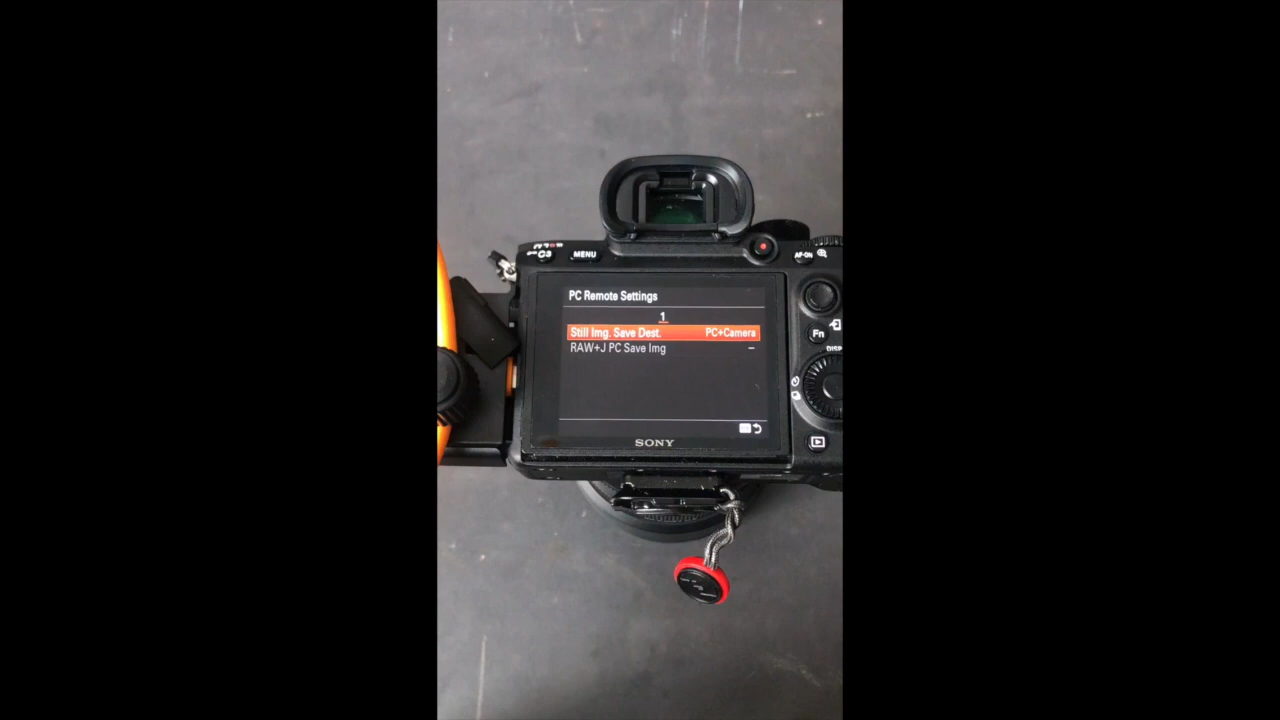 C3
MENU
AF-ON
PC Remote Settings
1
Still Img. Save Dest. PC+Camera
RAW+J PC Save Img –
Fn
DISP
SONY